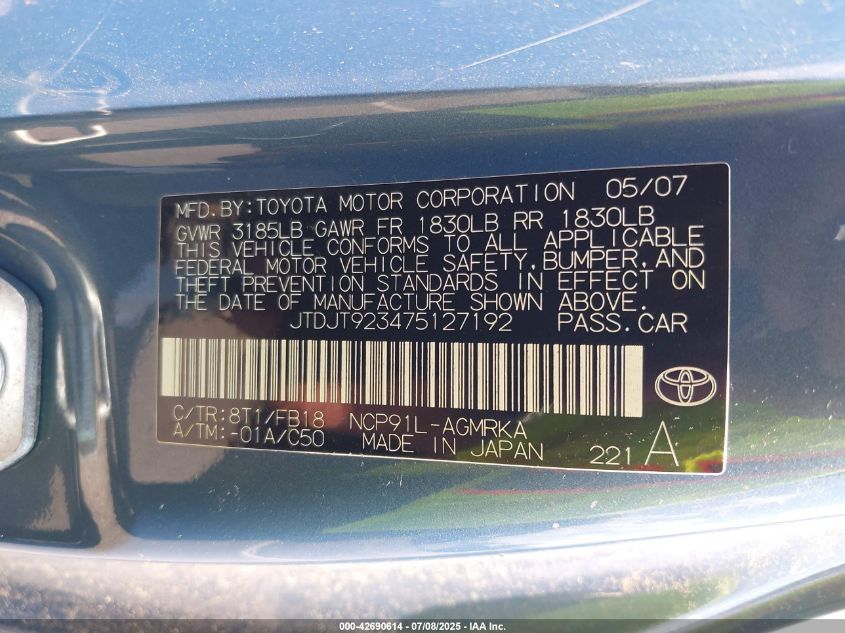 MFD. BY: TOYOTA MOTOR CORPORATION 05/07
GVWR 3185LB GAWR FR 1830LB RR 1830LB
THIS VEHICLE CONFORMS TO ALL APPLICABLE
FEDERAL MOTOR VEHICLE SAFETY, BUMPER, AND
THEFT PREVENTION STANDARDS IN EFFECT ON
THE DATE OF MANUFACTURE SHOWN ABOVE.
JTDJT923475127192 PASS. CAR
C/TR: 8T1/FB18 NCP91L-AGMRKA
A/TM: -01A/C50 MADE IN JAPAN 221 A
000-42690614 - 07/08/2025 - IAA Inc.